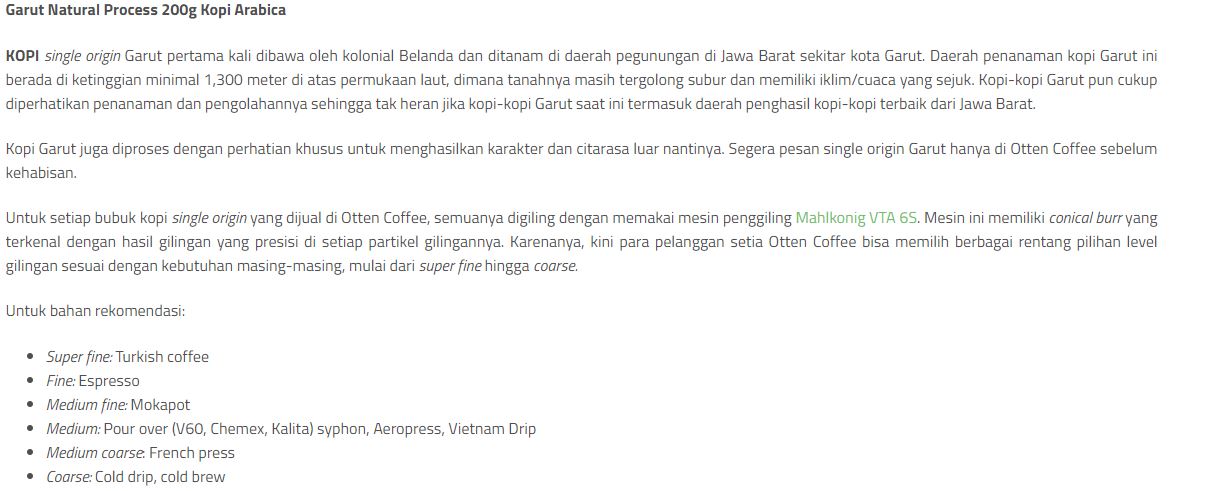 Garut Natural Process 200g Kopi Arabica
KOPI single origin Garut pertama kali dibawa oleh kolonial Belanda dan ditanam di daerah pegunungan di Jawa Barat sekitar kota Garut. Daerah penanaman kopi Garut ini
berada di ketinggian minimal 1,300 meter di atas permukaan laut, dimana tanahnya masih tergolong subur dan memiliki iklim/cuaca yang sejuk. Kopi-kopi Garut pun cukup
diperhatikan penanaman dan pengolahannya sehingga tak heran jika kopi-kopi Garut saat ini termasuk daerah penghasil kopi-kopi terbaik dari Jawa Barat.
Kopi Garut juga diproses dengan perhatian khusus untuk menghasilkan karakter dan citarasa luar nantinya. Segera pesan single origin Garut hanya di Otten Coffee sebelum
kehabisan.
Untuk setiap bubuk kopi single origin yang dijual di Otten Coffee, semuanya digiling dengan memakai mesin penggiling Mahlkonig VTA 6S. Mesin ini memiliki conical burr yang
terkenal dengan hasil gilingan yang presisi di setiap partikel gilingannya. Karenanya, kini para pelanggan setia Otten Coffee bisa memilih berbagai rentang pilihan level
gilingan sesuai dengan kebutuhan masing-masing, mulai dari super fine hingga coarse.
Untuk bahan rekomendasi:
• Super fine: Turkish coffee
• Fine: Espresso
• Medium fine: Mokapot
• Medium: Pour over (V60, Chemex, Kalita) syphon, Aeropress, Vietnam Drip
• Medium coarse: French press
• Coarse: Cold drip, cold brew